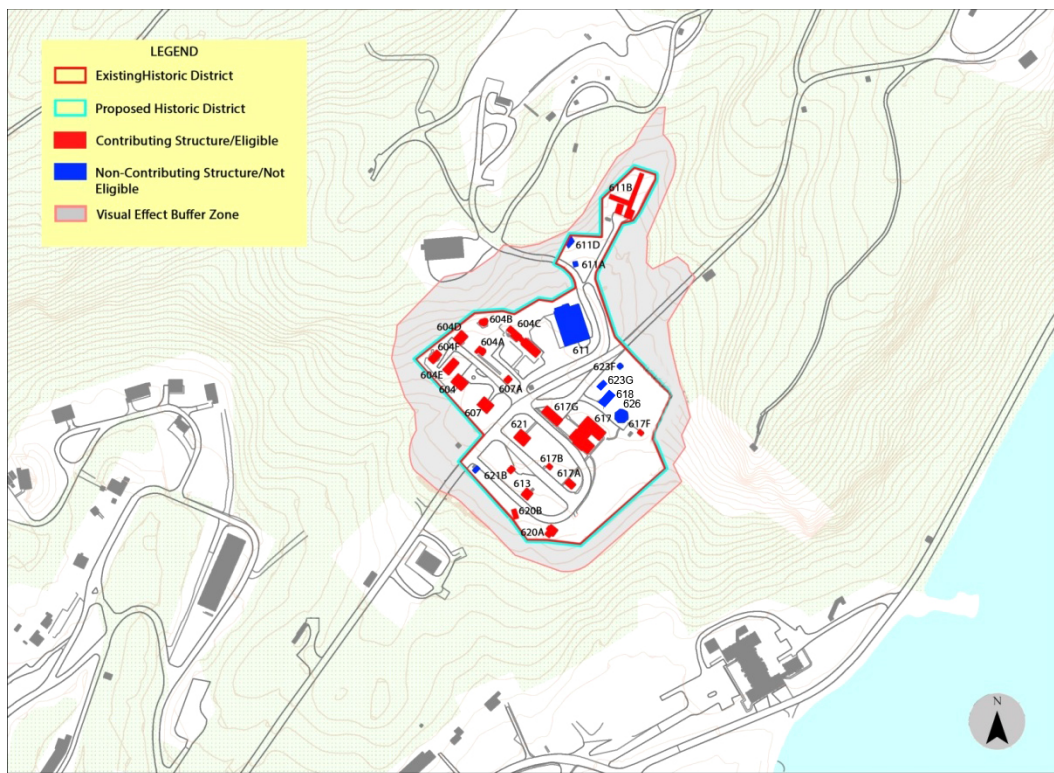 LEGEND
ExistingHistoric District
Proposed Historic District
Contributing Structure/Eligible
Non-Contributing Structure/Not
Eligible
Visual Effect Buffer Zone
611B
611D
611A
604B
604D
604C
604A
604F
611
604E
604
607A
607
623F
623G
618
626
617G
617
617F
621
617B
617A
621B
613
620B
620A
N